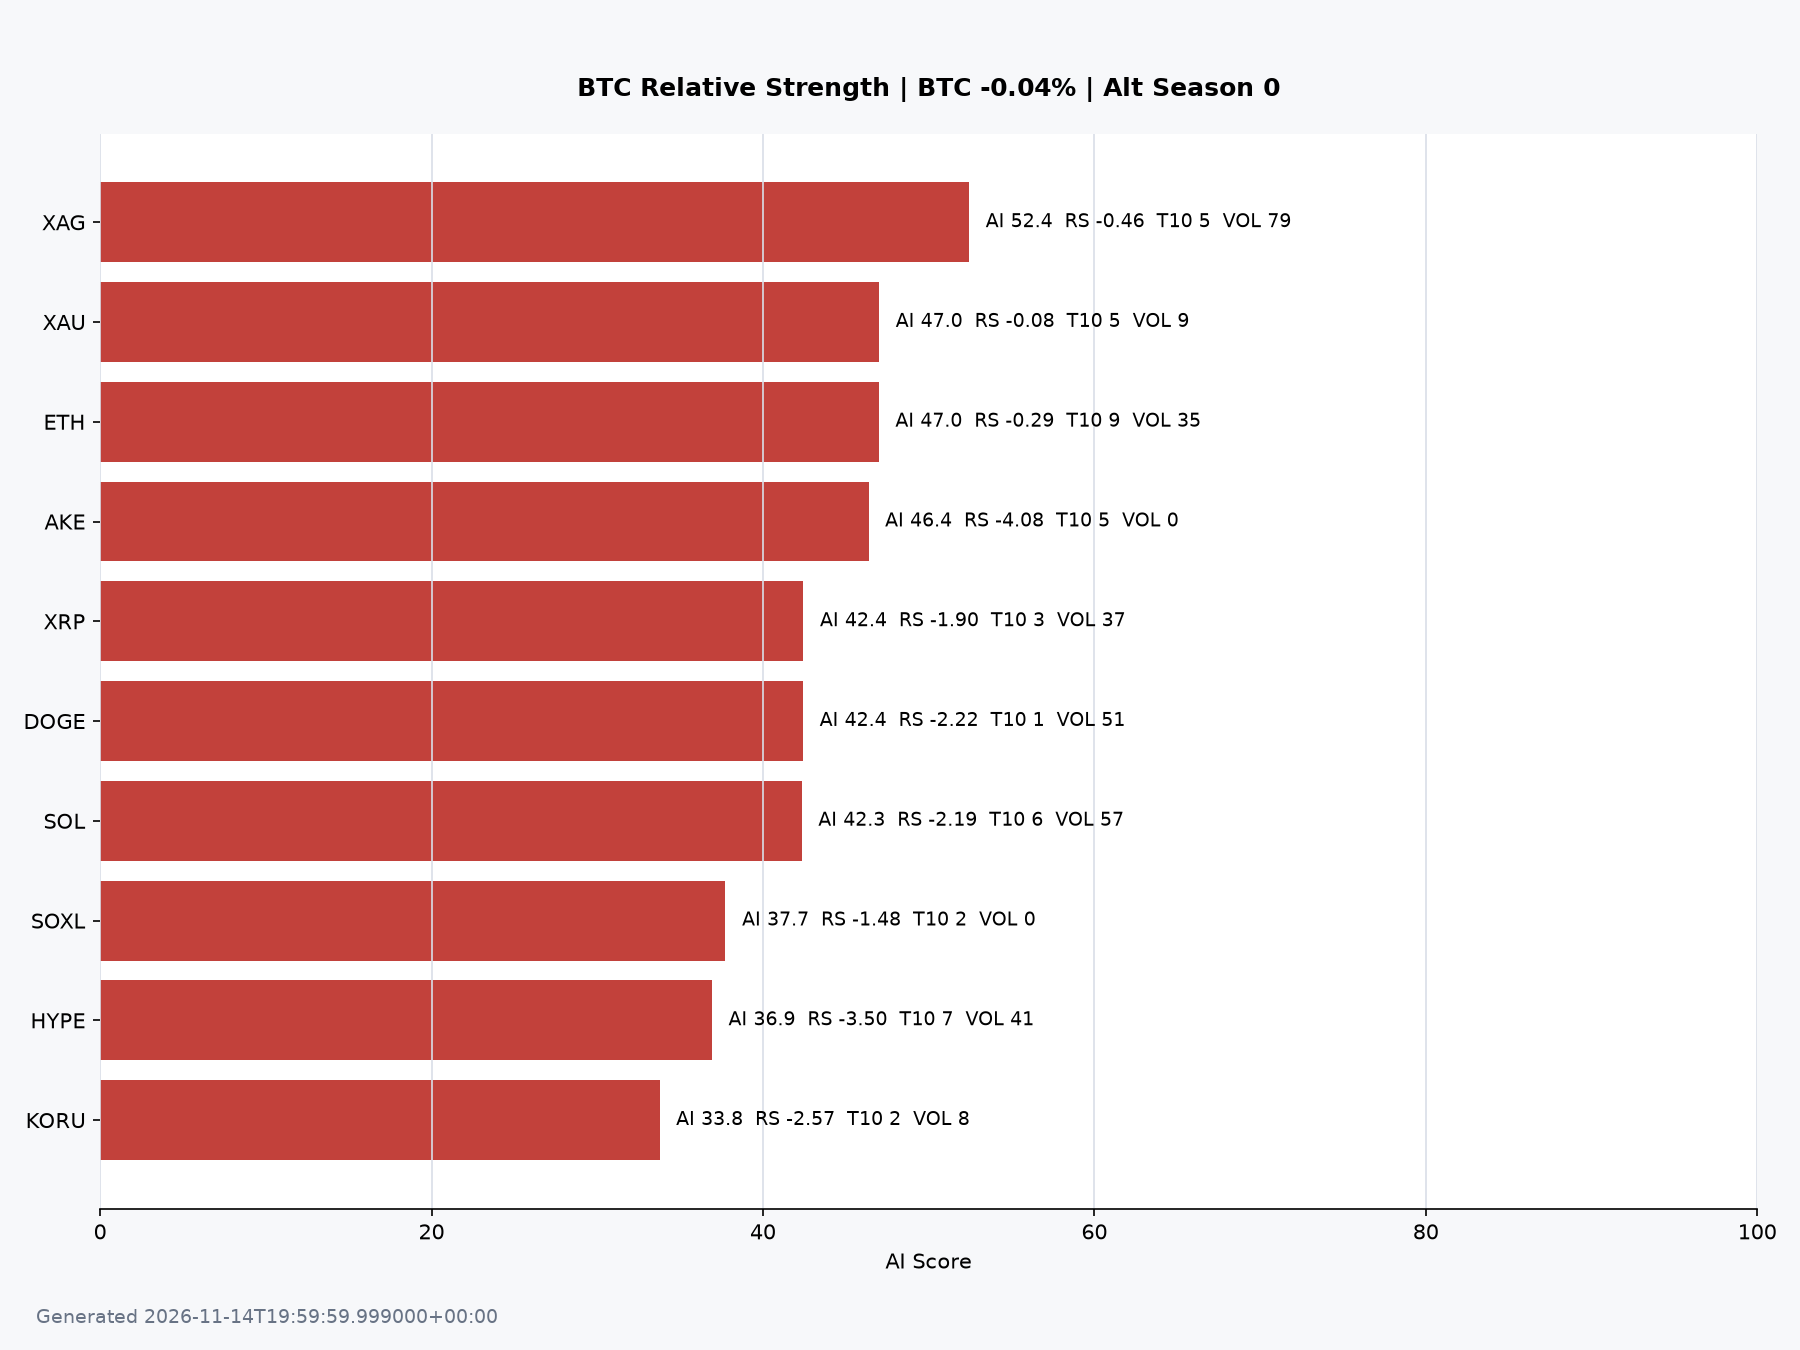 BTC Relative Strength | BTC -0.04% | Alt Season 0
XAG AI 52.4 RS -0.46 T10 5 VOL 79
XAU AI 47.0 RS -0.08 T10 5 VOL 9
ETH AI 47.0 RS -0.29 T10 9 VOL 35
AKE AI 46.4 RS -4.08 T10 5 VOL 0
XRP AI 42.4 RS -1.90 T10 3 VOL 37
DOGE AI 42.4 RS -2.22 T10 1 VOL 51
SOL AI 42.3 RS -2.19 T10 6 VOL 57
SOXL AI 37.7 RS -1.48 T10 2 VOL 0
HYPE AI 36.9 RS -3.50 T10 7 VOL 41
KORU AI 33.8 RS -2.57 T10 2 VOL 8
0 20 40 60 80 100
AI Score
Generated 2026-11-14T19:59:59.999000+00:00